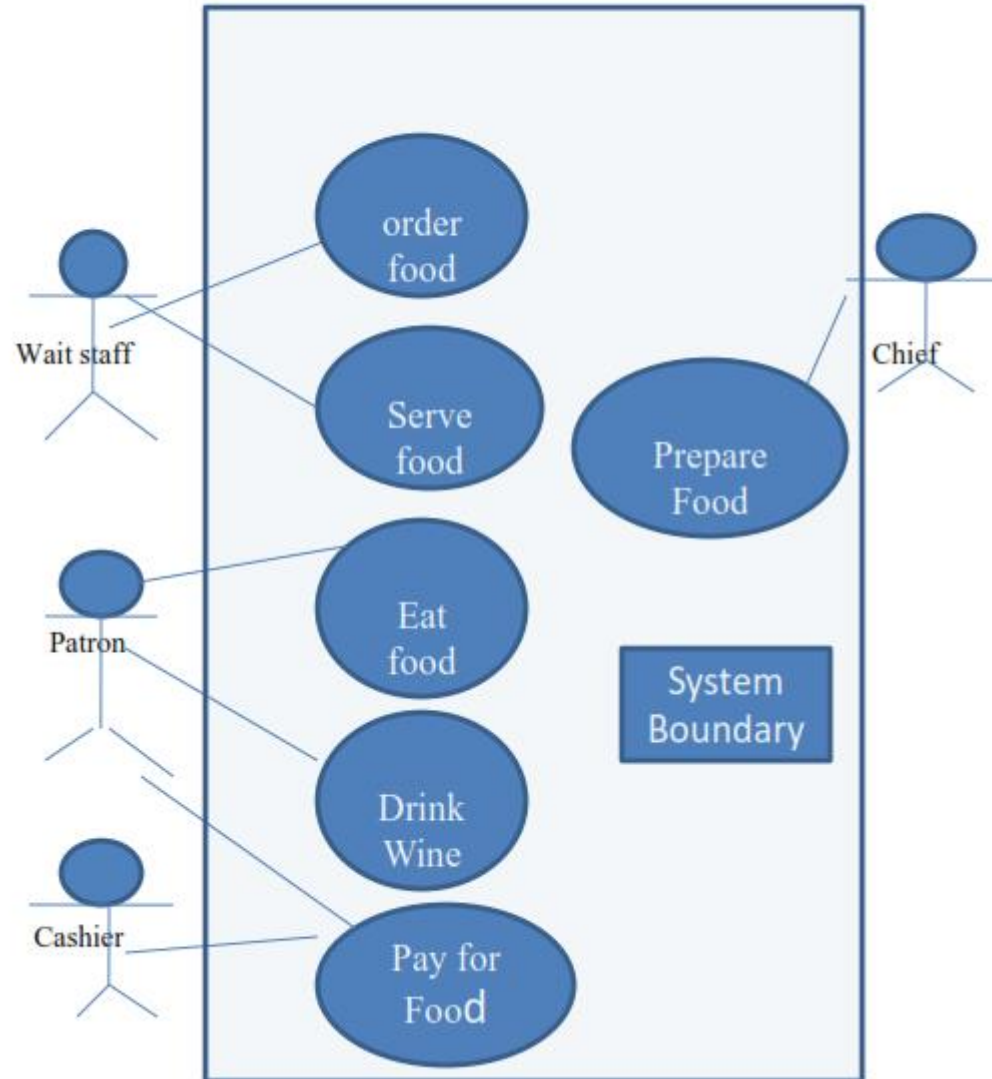 order
food
Wait staff
Chief
Serve
food
Prepare
Food
Eat
food
Patron
System
Boundary
Drink
Wine
Cashier
Pay for
Food